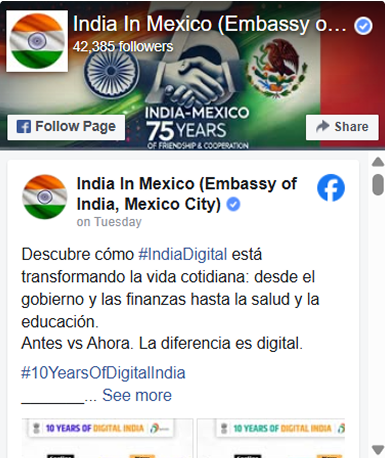 India In Mexico (Embassy o...
42,385 followers
75
INDIA-MEXICO
75 YEARS
OF FRIENDSHIP & COOPERATION
Follow Page
Share
India In Mexico (Embassy of
India, Mexico City)
on Tuesday
Descubre cómo #IndiaDigital está
transformando la vida cotidiana: desde el
gobierno y las finanzas hasta la salud y la
educación.
Antes vs Ahora. La diferencia es digital.
#10YearsOfDigitalIndia
________... See more
10 YEARS OF DIGITAL INDIA
10 YEARS OF DIGITAL INDIA